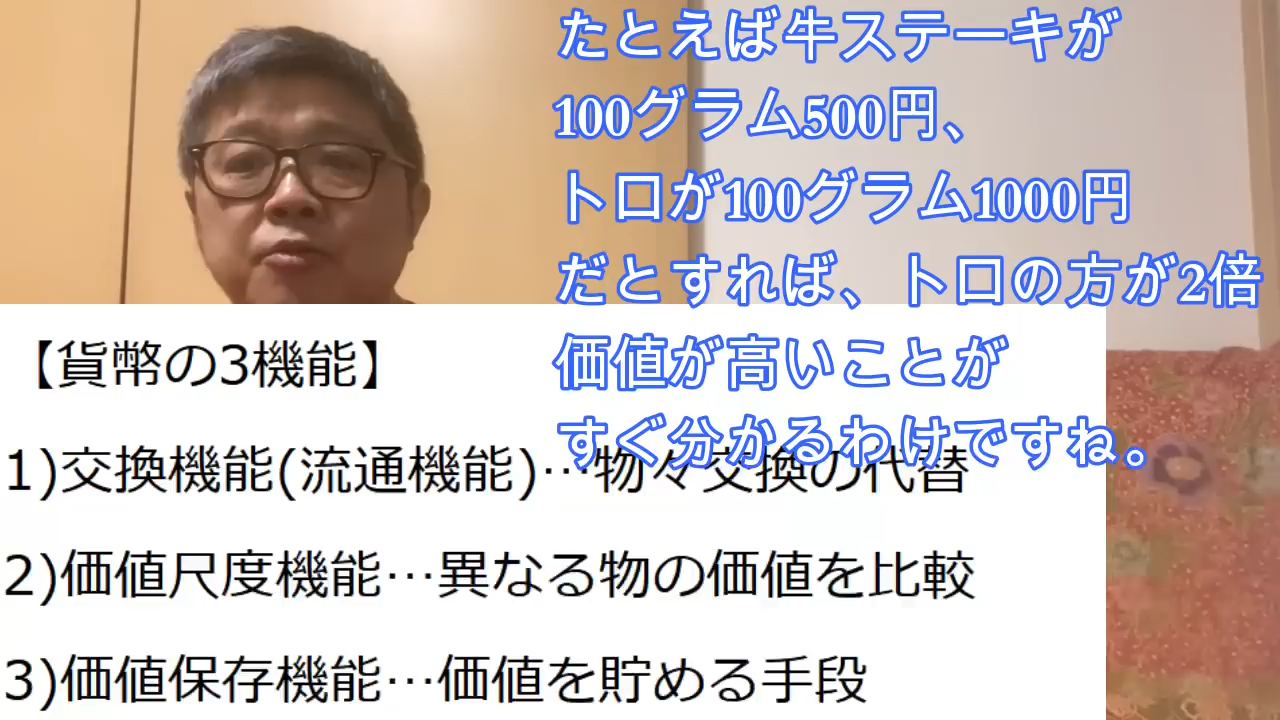 たとえば牛ステーキが
100グラム500円、
トロが100グラム1000円
だとすれば、トロの方が2倍
価値が高いことが
すぐ分かるわけですね。
【貨幣の3機能】
1)交換機能(流通機能)…物々交換の代替
2)価値尺度機能…異なる物の価値を比較
3)価値保存機能…価値を貯める手段